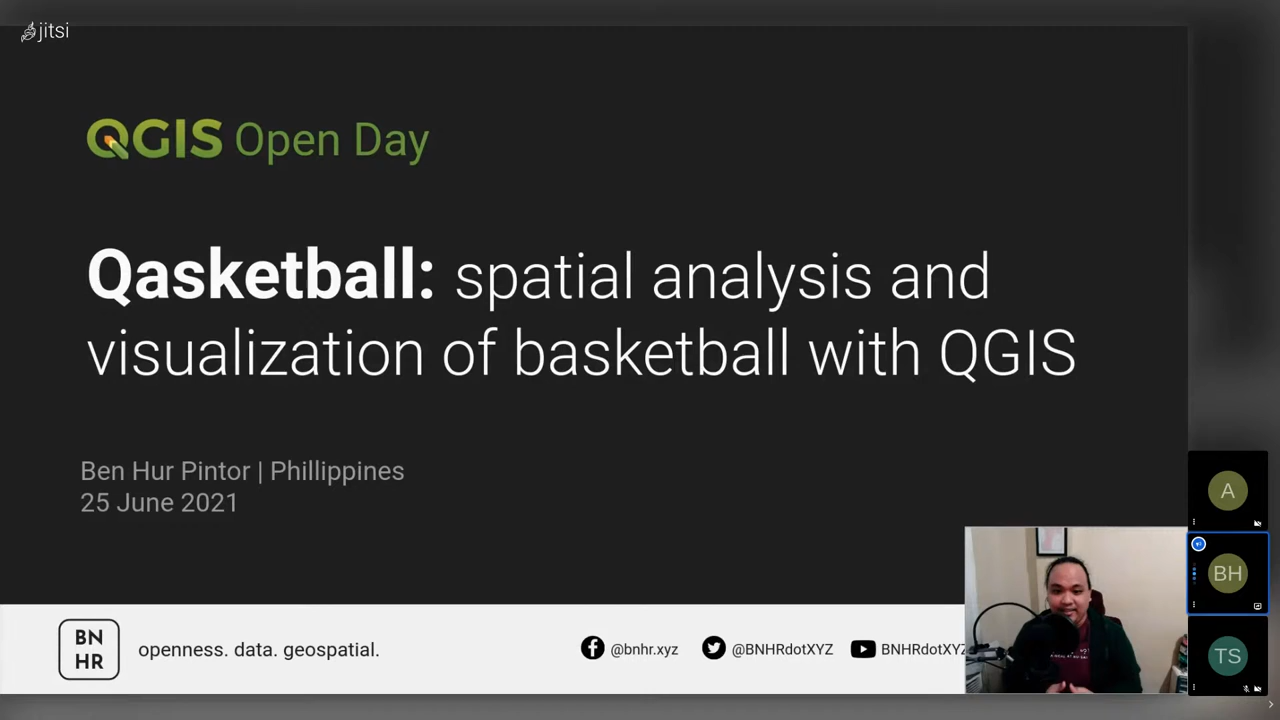 jitsi
QGIS Open Day
Qasketball: spatial analysis and
visualization of basketball with QGIS
Ben Hur Pintor | Phillippines
25 June 2021
BN
HR
openness. data. geospatial.
@bnhr.xyz
@BNHRdotXYZ
BNHRdotXYZ
A
BH
TS